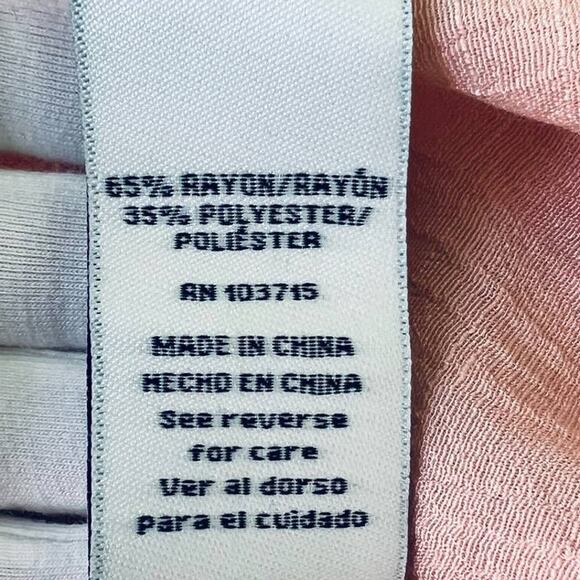 65% RAYON/RAYÓN
35% POLYESTER/
POLIÉSTER
RN 103715
MADE IN CHINA
HECHO EN CHINA
See reverse
for care
Ver al dorso
para el cuidado